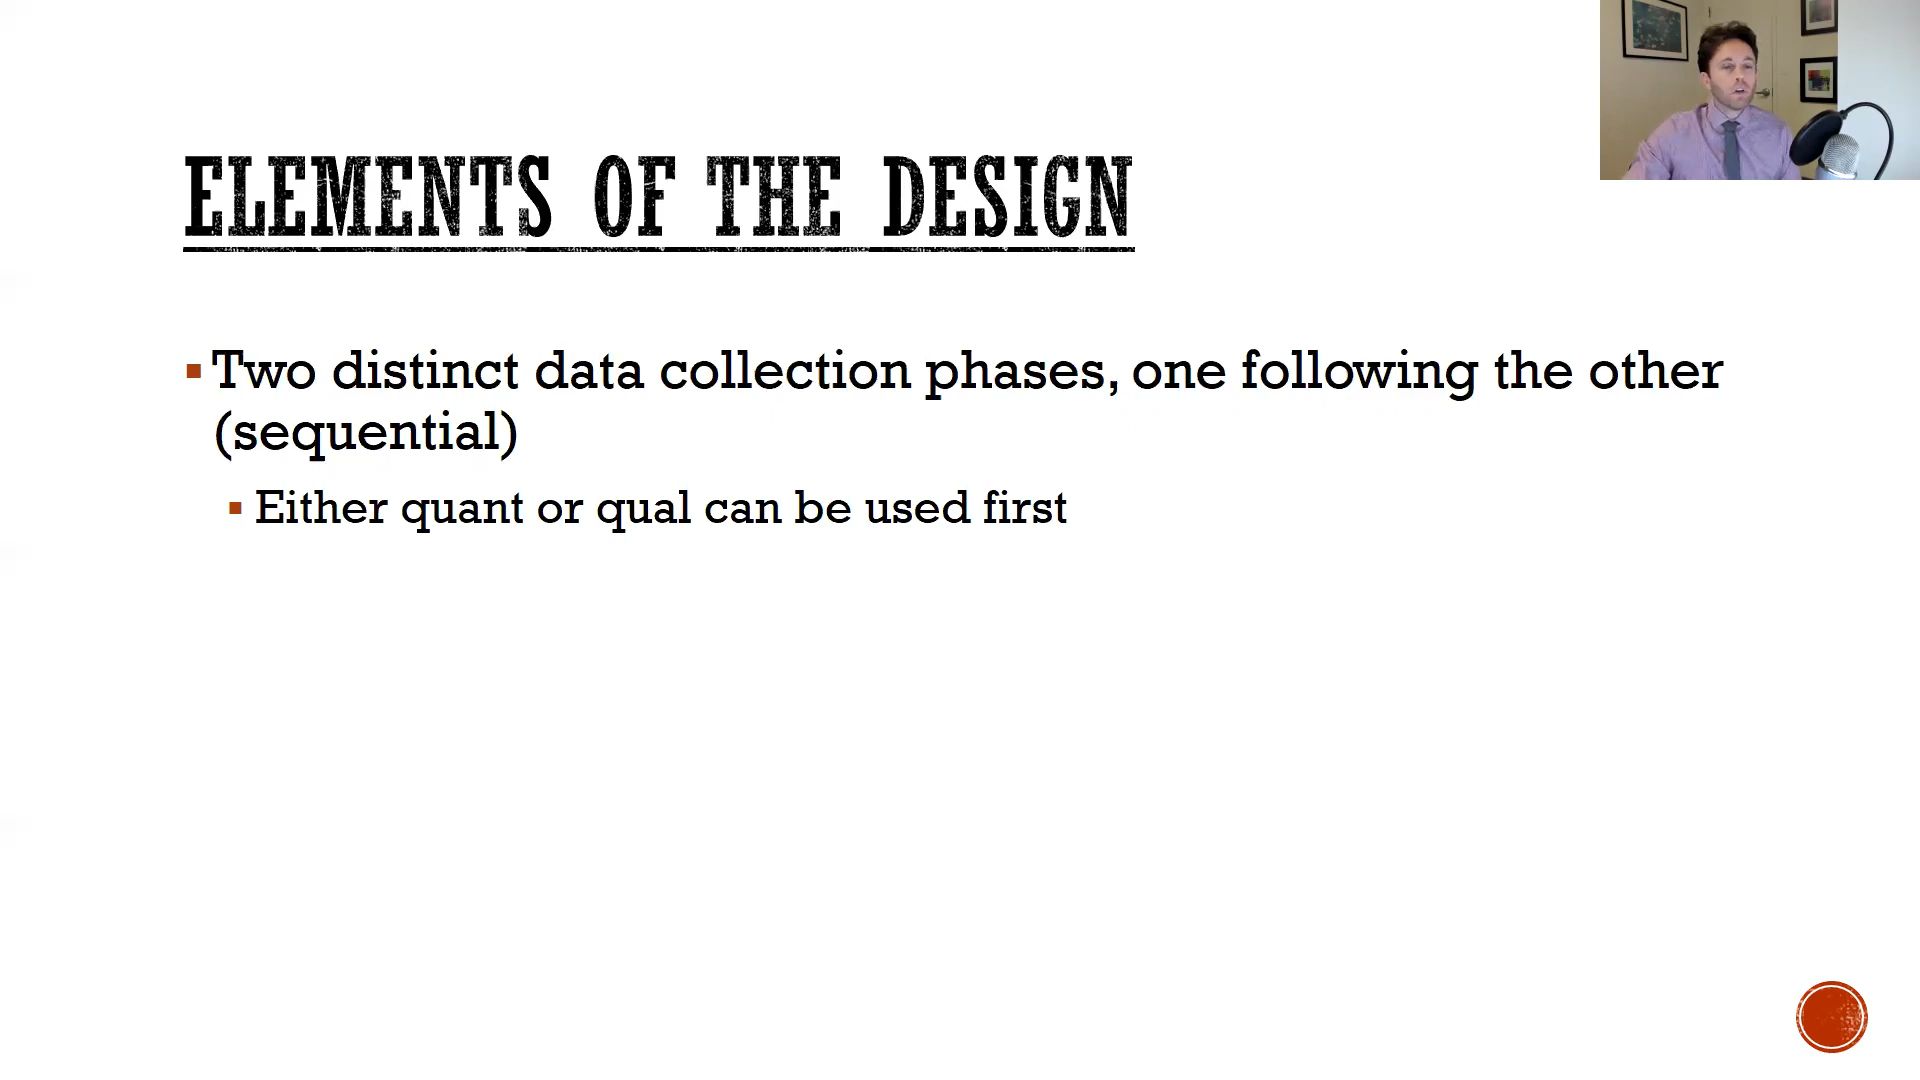 ELEMENTS OF THE DESIGN
Two distinct data collection phases, one following the other
(sequential)
Either quant or qual can be used first